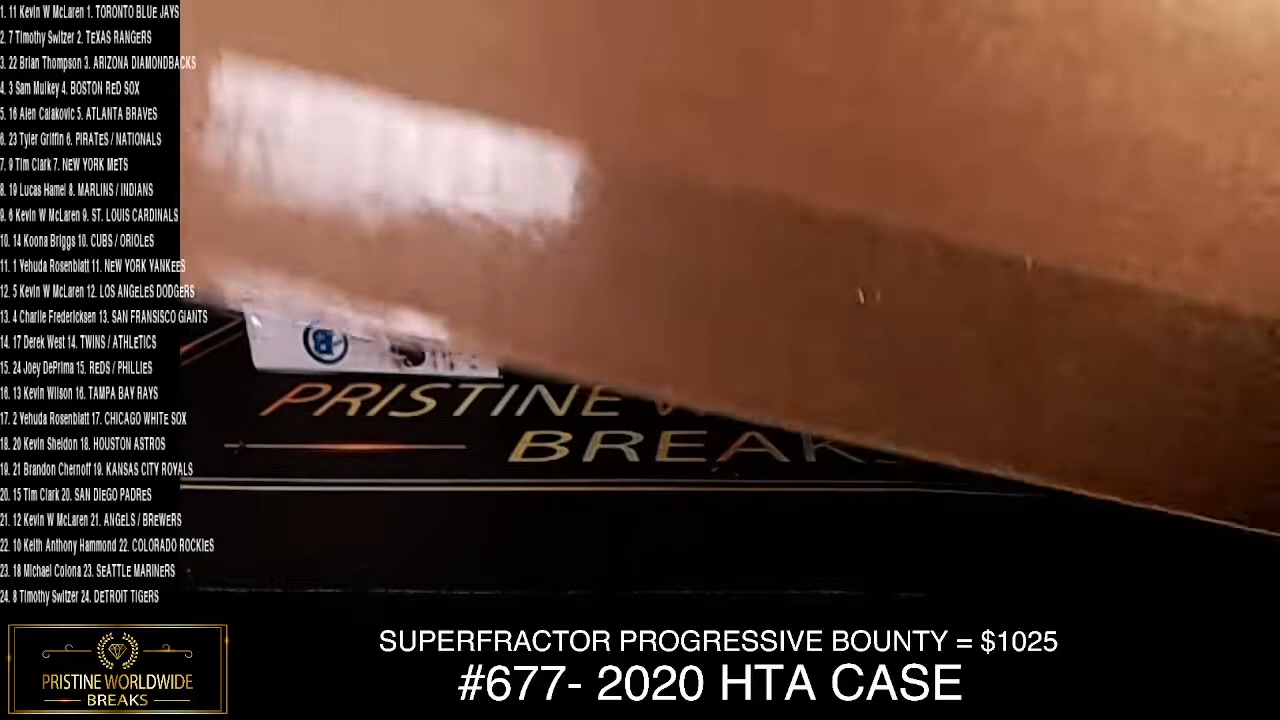 1. 11 Kevin W McLaren 1. TORONTO BLUE JAYS
2. 7 Timothy Switzer 2. TEXAS RANGERS
3. 22 Brian Thompson 3. ARIZONA DIAMONDBACKS
4. 3 Sam Mulkey 4. BOSTON RED SOX
5. 16 Alen Calakovic 5. ATLANTA BRAVES
6. 23 Tyler Griffin 6. PIRATES / NATIONALS
7. 9 Tim Clark 7. NEW YORK METS
8. 19 Lucas Hamel 8. MARLINS / INDIANS
9. 6 Kevin W McLaren 9. ST. LOUIS CARDINALS
10. 14 Koona Briggs 10. CUBS / ORIOLES
11. 1 Yehuda Rosenblatt 11. NEW YORK YANKEES
12. 5 Kevin W McLaren 12. LOS ANGELES DODGERS
13. 4 Charlie Fredericksen 13. SAN FRANSISCO GIANTS
14. 17 Derek West 14. TWINS / ATHLETICS
15. 24 Joey DePrima 15. REDS / PHILLIES
16. 13 Kevin Wilson 16. TAMPA BAY RAYS
17. 2 Yehuda Rosenblatt 17. CHICAGO WHITE SOX
18. 20 Kevin Sheldon 18. HOUSTON ASTROS
19. 21 Brandon Chernoff 19. KANSAS CITY ROYALS
20. 15 Tim Clark 20. SAN DIEGO PADRES
21. 12 Kevin W McLaren 21. ANGELS / BREWERS
22. 10 Keith Anthony Hammond 22. COLORADO ROCKIES
23. 18 Michael Colona 23. SEATTLE MARINERS
24. 8 Timothy Switzer 24. DETROIT TIGERS
PRISTINE
BREAKS
SUPERFRACTOR PROGRESSIVE BOUNTY = $1025
#677- 2020 HTA CASE
PRISTINE WORLDWIDE
BREAKS